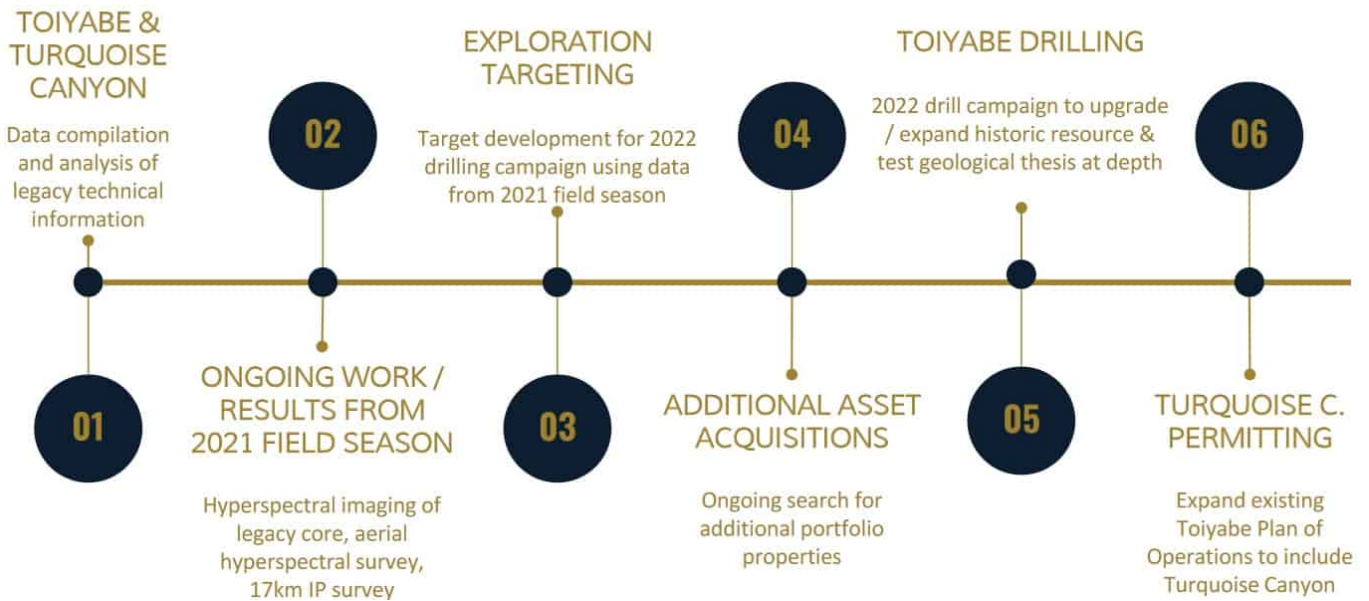 TOIYABE &
TURQUOISE
CANYON
Data compilation
and analysis of
legacy technical
information
01
02
ONGOING WORK /
RESULTS FROM
2021 FIELD SEASON
Hyperspectral imaging of
legacy core, aerial
hyperspectral survey,
17km IP survey
EXPLORATION
TARGETING
Target development for 2022
drilling campaign using data
from 2021 field season
03
04
ADDITIONAL ASSET
ACQUISITIONS
Ongoing search for
additional portfolio
properties
TOIYABE DRILLING
2022 drill campaign to upgrade
/ expand historic resource &
test geological thesis at depth
05
06
TURQUOISE C.
PERMITTING
Expand existing
Toiyabe Plan of
Operations to include
Turquoise Canyon